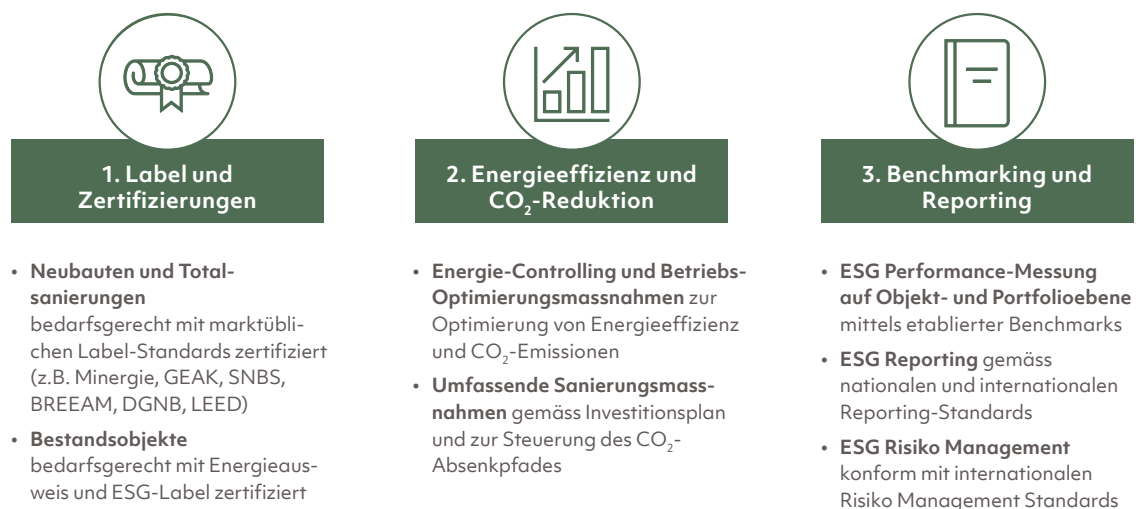 1. Label und
Zertifizierungen
• Neubauten und Total-
sanierungen
bedarfsgerecht mit marktübli-
chen Label-Standards zertifiziert
(z.B. Minergie, GEAK, SNBS,
BREEAM, DGNB, LEED)
• Bestandsobjekte
bedarfsgerecht mit Energieaus-
weis und ESG-Label zertifiziert
2. Energieeffizienz und
CO₂-Reduktion
• Energie-Controlling und Betriebs-
Optimierungsmassnahmen zur
Optimierung von Energieeffizienz
und CO₂-Emissionen
• Umfassende Sanierungsmass-
nahmen gemäss Investitionsplan
und zur Steuerung des CO₂-
Absenkpfades
3. Benchmarking und
Reporting
• ESG Performance-Messung
auf Objekt- und Portfolioebene
mittels etablierter Benchmarks
• ESG Reporting gemäss
nationalen und internationalen
Reporting-Standards
• ESG Risiko Management
konform mit internationalen
Risiko Management Standards